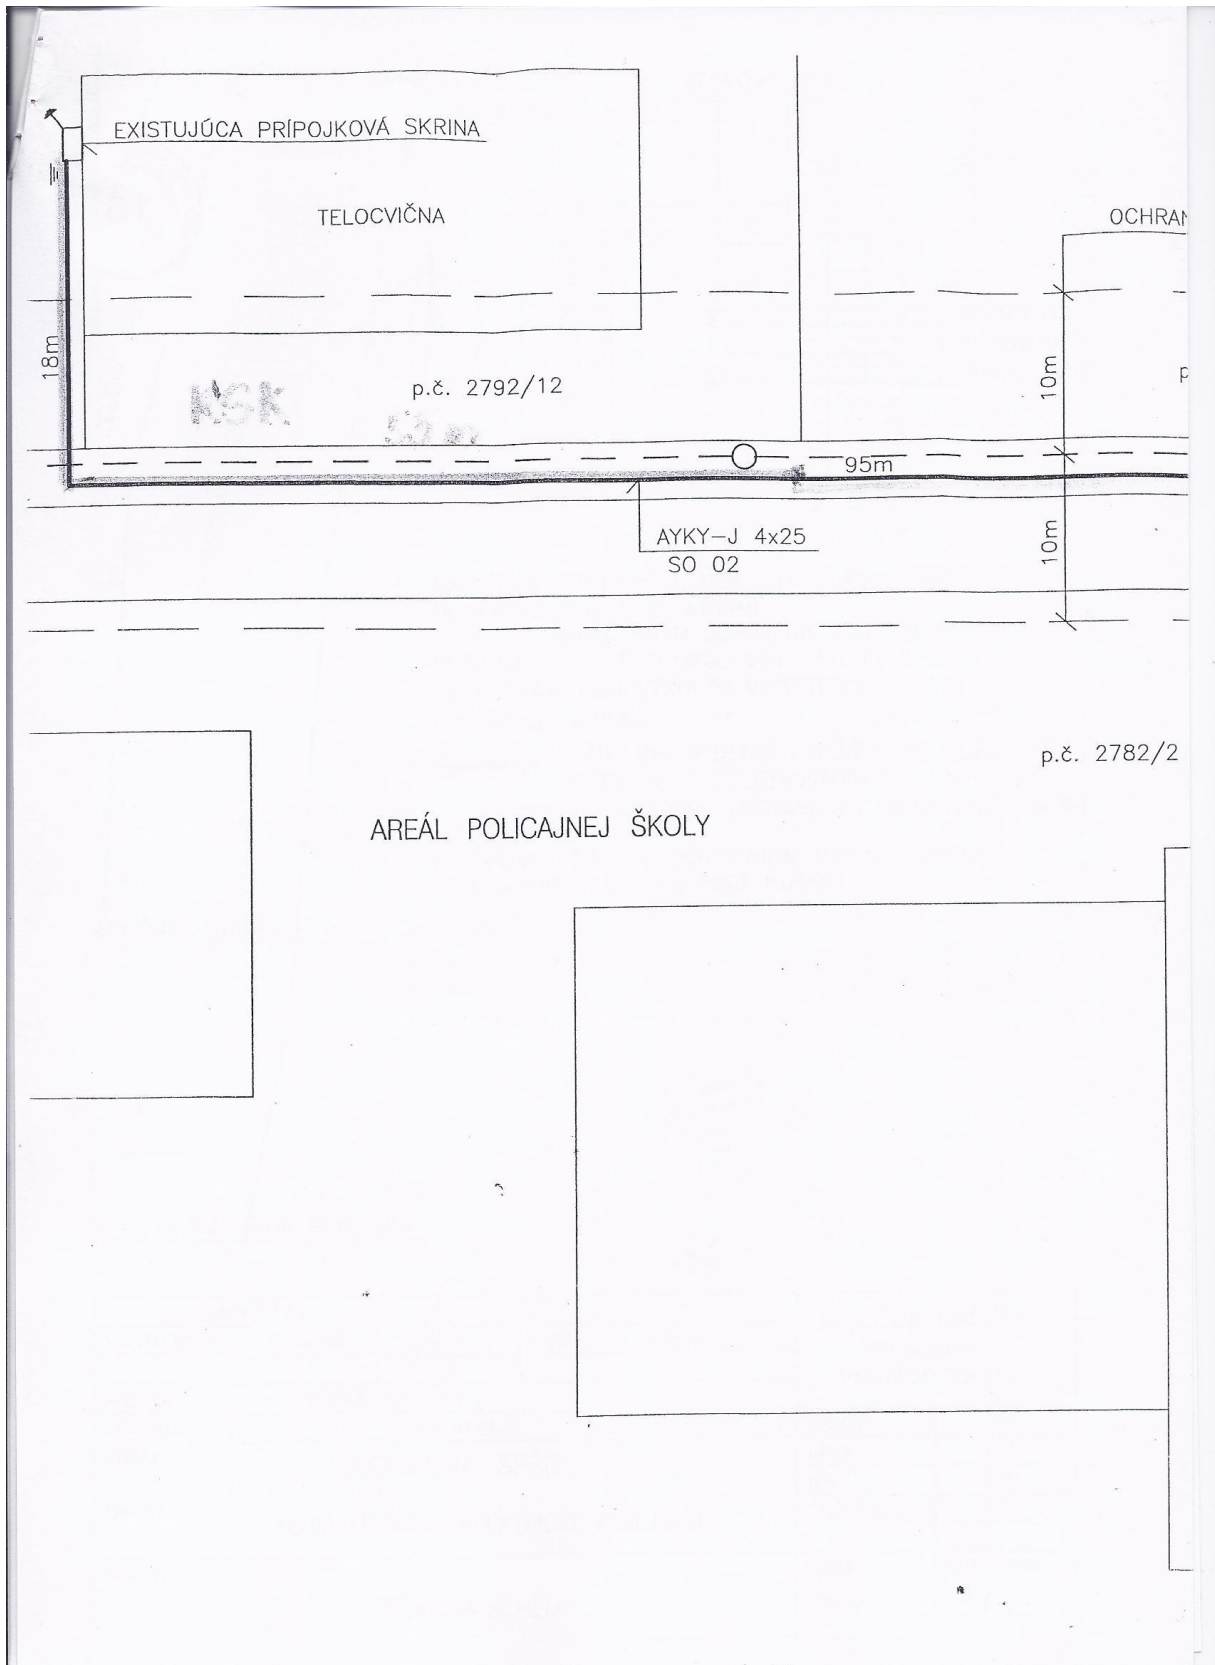 EXISTUJÚCA PRÍPOJKOVÁ SKRINA
TELOCVIČNA
OCHRAN
18m
10m
p.č. 2792/12
p
KSK
95m
AYKY-J 4x25
SO 02
10m
p.č. 2782/2
AREÁL POLICAJNEJ ŠKOLY